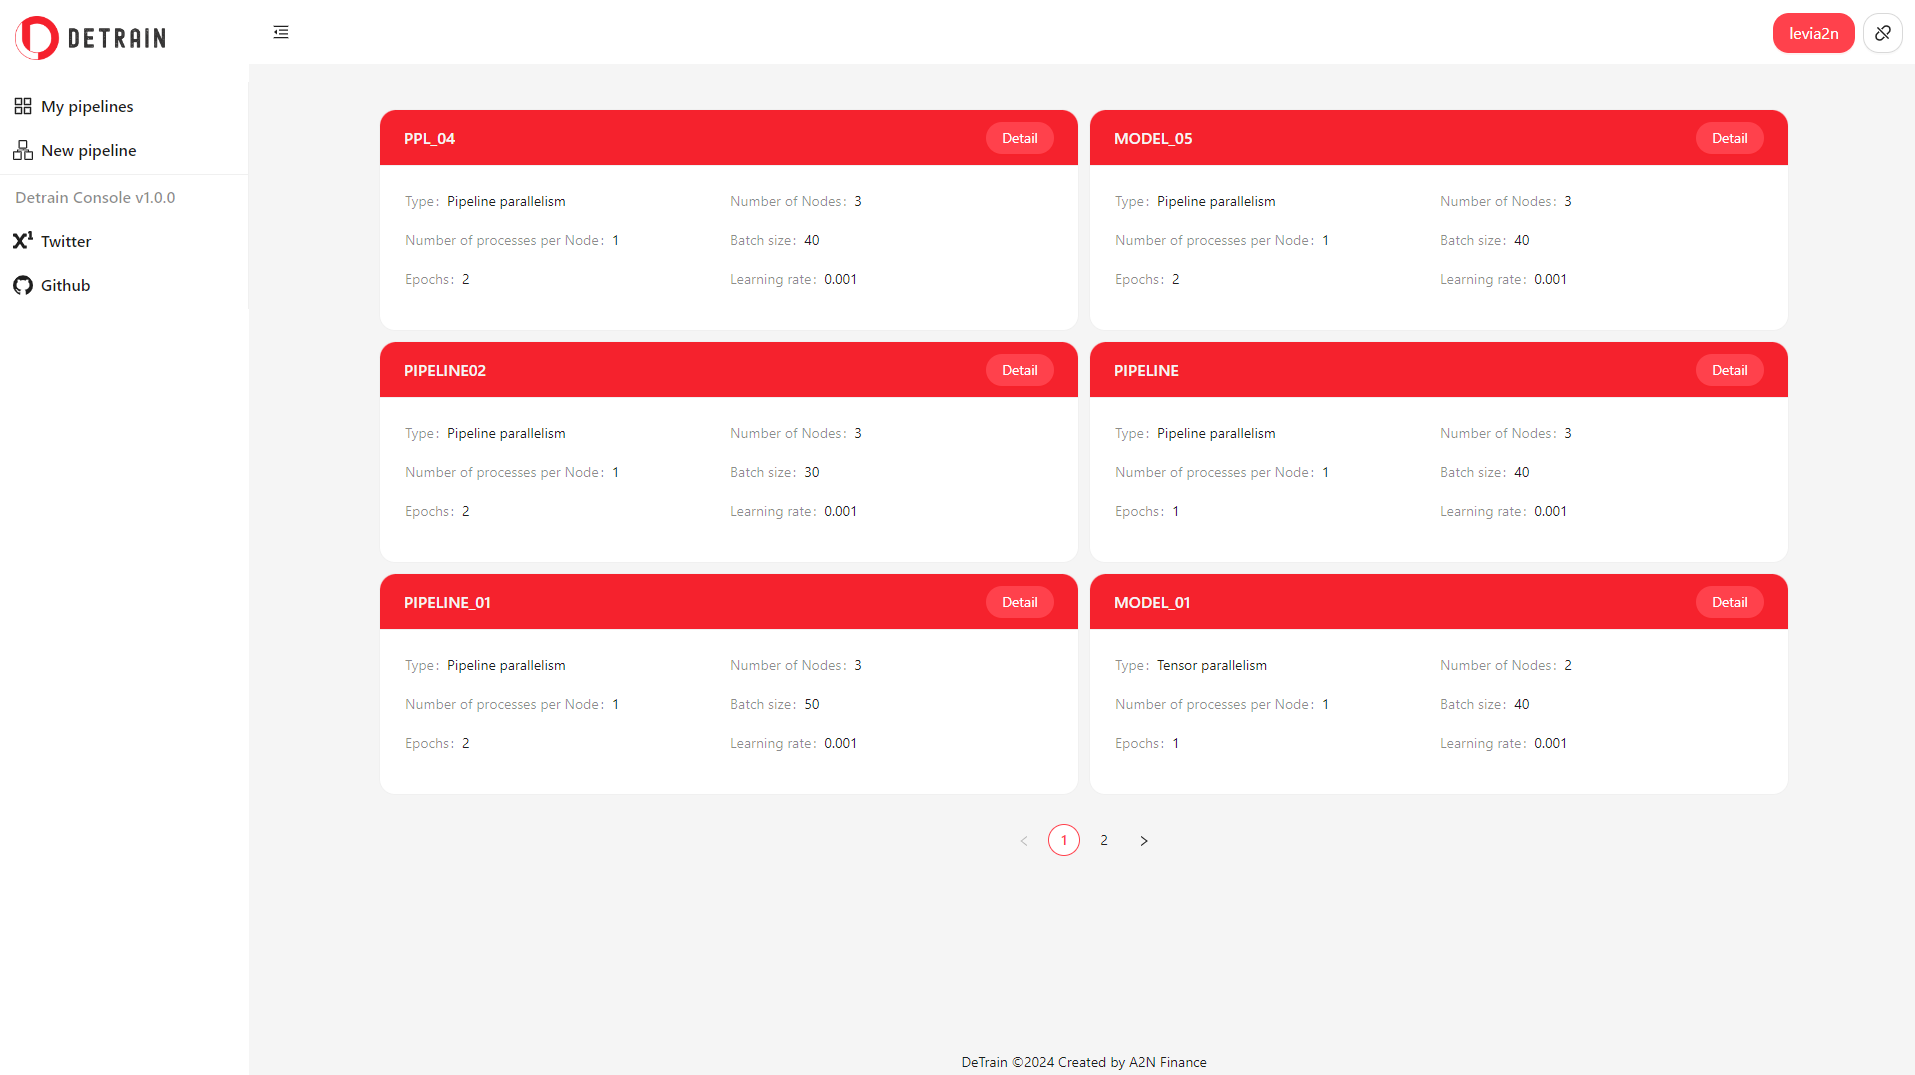 DETRAIN
levia2n
My pipelines
New pipeline
Detrain Console v1.0.0
Twitter
Github
PPL_04
Detail
Type: Pipeline parallelism
Number of Nodes: 3
Number of processes per Node: 1
Batch size: 40
Epochs: 2
Learning rate: 0.001
MODEL_05
Detail
Type: Pipeline parallelism
Number of Nodes: 3
Number of processes per Node: 1
Batch size: 40
Epochs: 2
Learning rate: 0.001
PIPELINE02
Detail
Type: Pipeline parallelism
Number of Nodes: 3
Number of processes per Node: 1
Batch size: 30
Epochs: 2
Learning rate: 0.001
PIPELINE
Detail
Type: Pipeline parallelism
Number of Nodes: 3
Number of processes per Node: 1
Batch size: 40
Epochs: 1
Learning rate: 0.001
PIPELINE_01
Detail
Type: Pipeline parallelism
Number of Nodes: 3
Number of processes per Node: 1
Batch size: 50
Epochs: 2
Learning rate: 0.001
MODEL_01
Detail
Type: Tensor parallelism
Number of Nodes: 2
Number of processes per Node: 1
Batch size: 40
Epochs: 1
Learning rate: 0.001
< 1 2 >
DeTrain ©2024 Created by A2N Finance